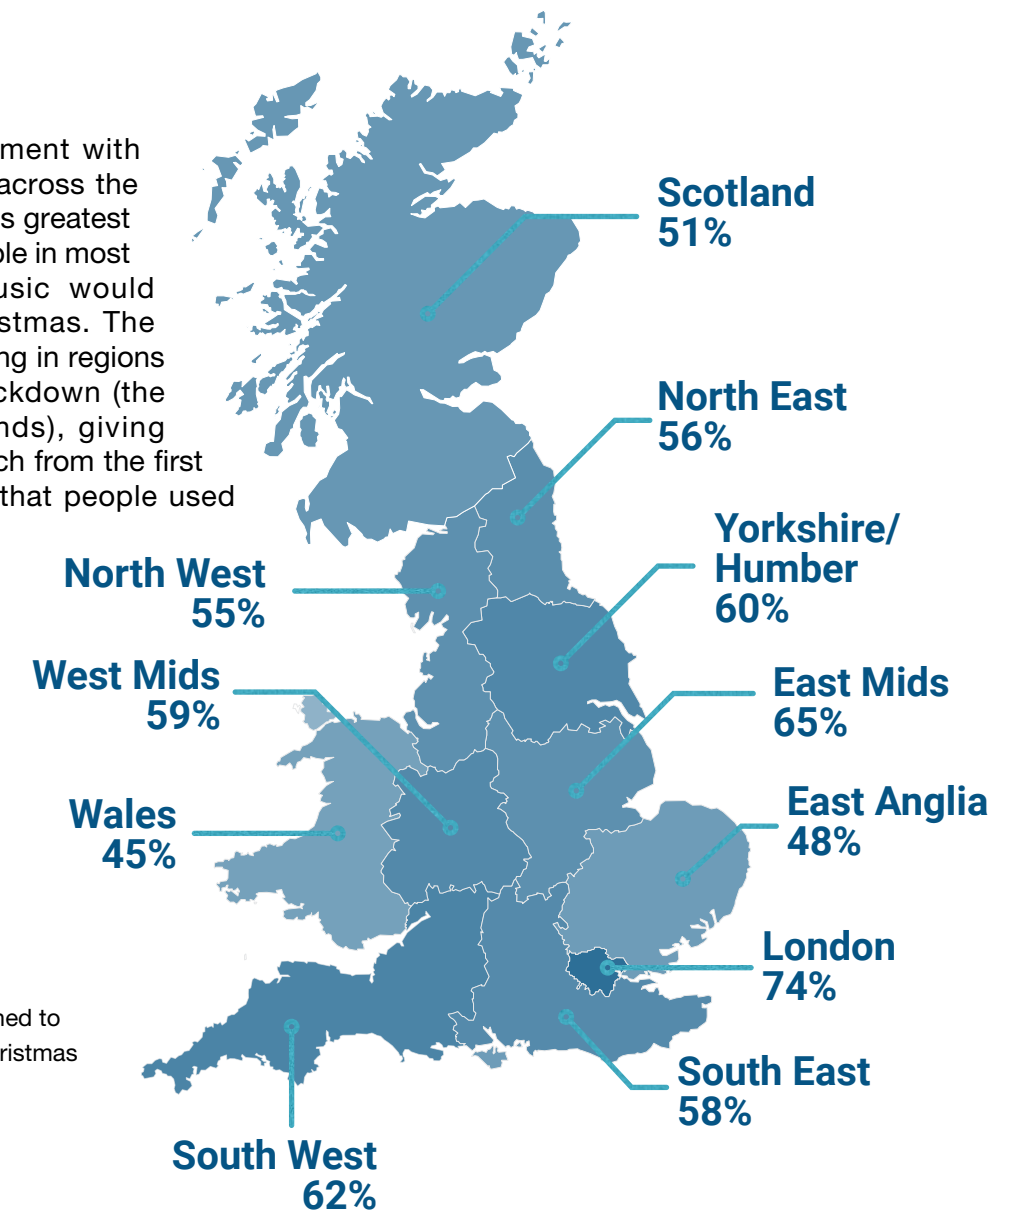 ment with
across the
s greatest
ple in most
usic would
stmas. The
ng in regions
ckdown (the
nds), giving
ch from the first
that people used
Scotland
51%
North East
56%
Yorkshire/
Humber
60%
North West
55%
West Mids
59%
East Mids
65%
Wales
45%
East Anglia
48%
London
74%
ned to
ristmas
South East
58%
South West
62%